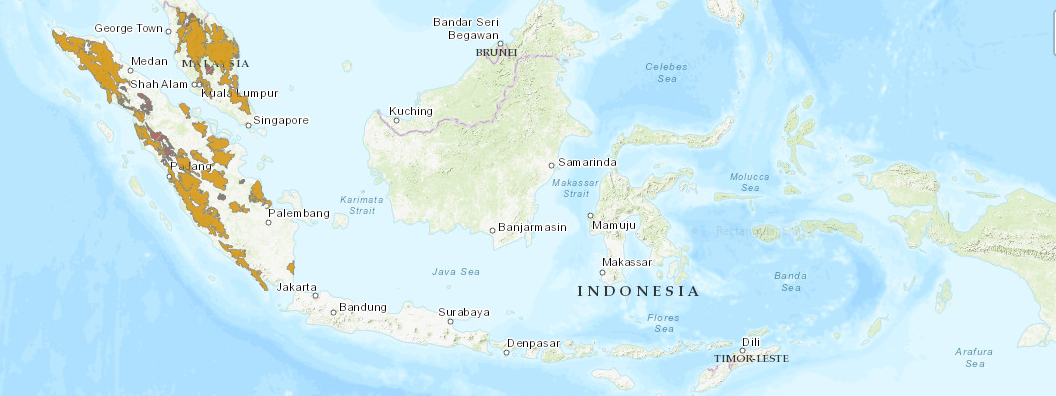 Bandar Seri
Begawan
BRUNEI
George Town
Medan
MALAYSIA
Shah Alam
Kuala Lumpur
Singapore
Kuching
Celebes
Sea
Padang
Samarinda
Makassar
Strait
Molucca
Sea
Karimata
Strait
Palembang
Banjarmasin
Mamuju
Rectangular
Makassar
Java Sea
Banda
Sea
INDONESIA
Jakarta
Bandung
Surabaya
Flores
Sea
Denpasar
Dili
TIMOR-LESTE
Arafura
Sea